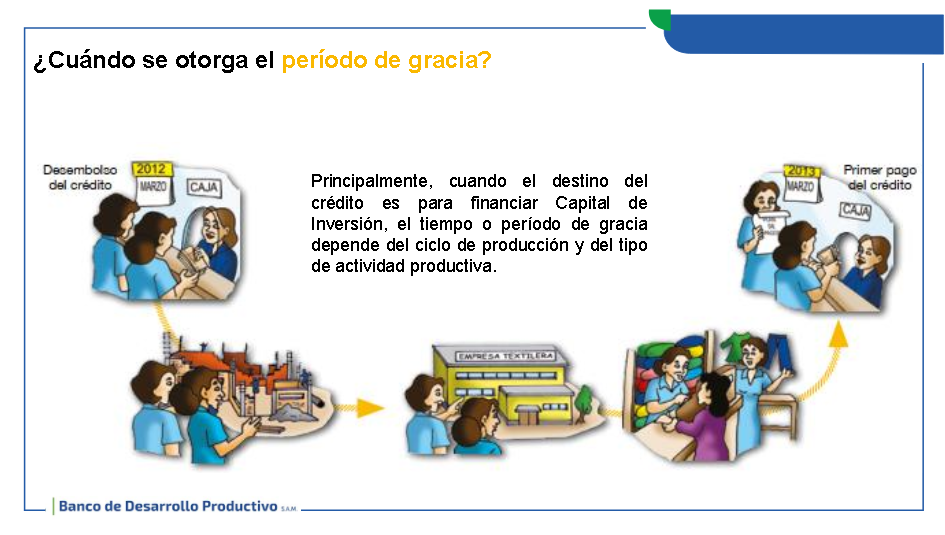 ¿Cuándo se otorga el período de gracia?
Desembolso
del crédito
2012
MARZO
CAJA
Principalmente, cuando el destino del
crédito es para financiar Capital de
Inversión, el tiempo o período de gracia
depende del ciclo de producción y del tipo
de actividad productiva.
2013
MARZO
CAJA
Primer pago
del crédito
EMPRESA TEXTILERA
Banco de Desarrollo Productivo S.A.M.